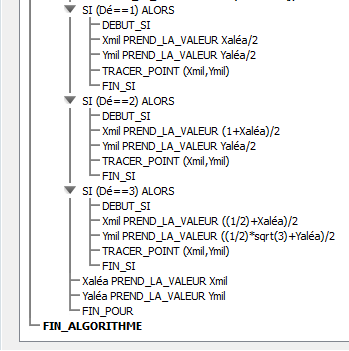 SI (Dé==1) ALORS
DEBUT_SI
Xmil PREND_LA_VALEUR Xaléa/2
Ymil PREND_LA_VALEUR Yaléa/2
TRACER_POINT (Xmil,Ymil)
FIN_SI
SI (Dé==2) ALORS
DEBUT_SI
Xmil PREND_LA_VALEUR (1+Xaléa)/2
Ymil PREND_LA_VALEUR Yaléa/2
TRACER_POINT (Xmil,Ymil)
FIN_SI
SI (Dé==3) ALORS
DEBUT_SI
Xmil PREND_LA_VALEUR ((1/2)+Xaléa)/2
Ymil PREND_LA_VALEUR ((1/2)*sqrt(3)+Yaléa)/2
TRACER_POINT (Xmil,Ymil)
FIN_SI
Xaléa PREND_LA_VALEUR Xmil
Yaléa PREND_LA_VALEUR Ymil
FIN_POUR
FIN_ALGORITHME